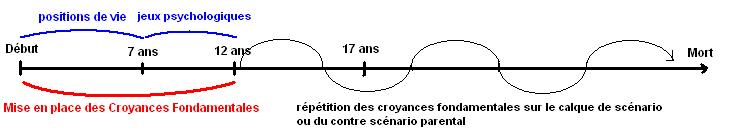 positions de vie jeux psychologiques
Début 7 ans 12 ans 17 ans Mort
Mise en place des Croyances Fondamentales
répétition des croyances fondamentales sur le calque de scénario
ou du contre scénario parental